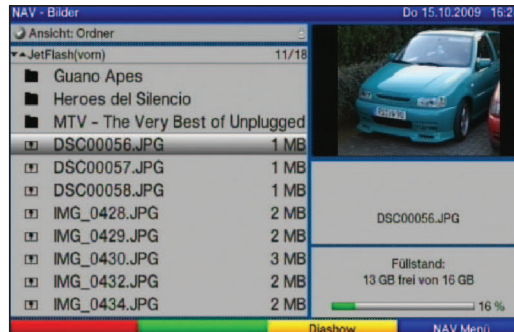 NAV - Bilder
Do 15.10.2009 16:2
Ansicht: Ordner
JetFlash(vorn) 11/18
Guano Apes
Heroes del Silencio
MTV - The Very Best of Unplugged
DSC00056.JPG 1 MB
DSC00057.JPG 1 MB
DSC00058.JPG 1 MB
IMG_0428.JPG 2 MB
IMG_0429.JPG 2 MB
IMG_0430.JPG 3 MB
IMG_0432.JPG 2 MB
IMG_0434.JPG 2 MB
DSC00056.JPG
Füllstand:
13 GB frei von 16 GB
16 %
Diashow
NAV Menü